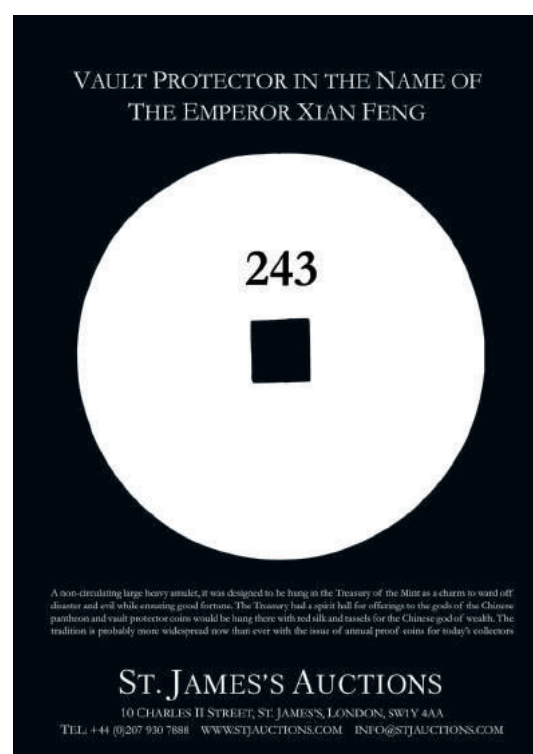 VAULT PROTECTOR IN THE NAME OF
THE EMPEROR XIAN FENG
243
A non-circulating large heavy amulet, it was designed to be hung in the Treasury of the Mint as a charm to ward off
disaster and evil while ensuring good fortune. The Treasury had a spirit hall for offerings to the gods of the Chinese
pantheon and vault protector coins would be hung there with red silk and tassels for the Chinese god of wealth. The
tradition is probably more widespread now than ever with the issue of annual proof coins for today's collectors
ST. JAMES'S AUCTIONS
10 CHARLES II STREET, ST. JAMES'S, LONDON, SW1Y 4AA
TEL: +44 (0)207 930 7888 WWW.STJAUCTIONS.COM INFO@STJAUCTIONS.COM